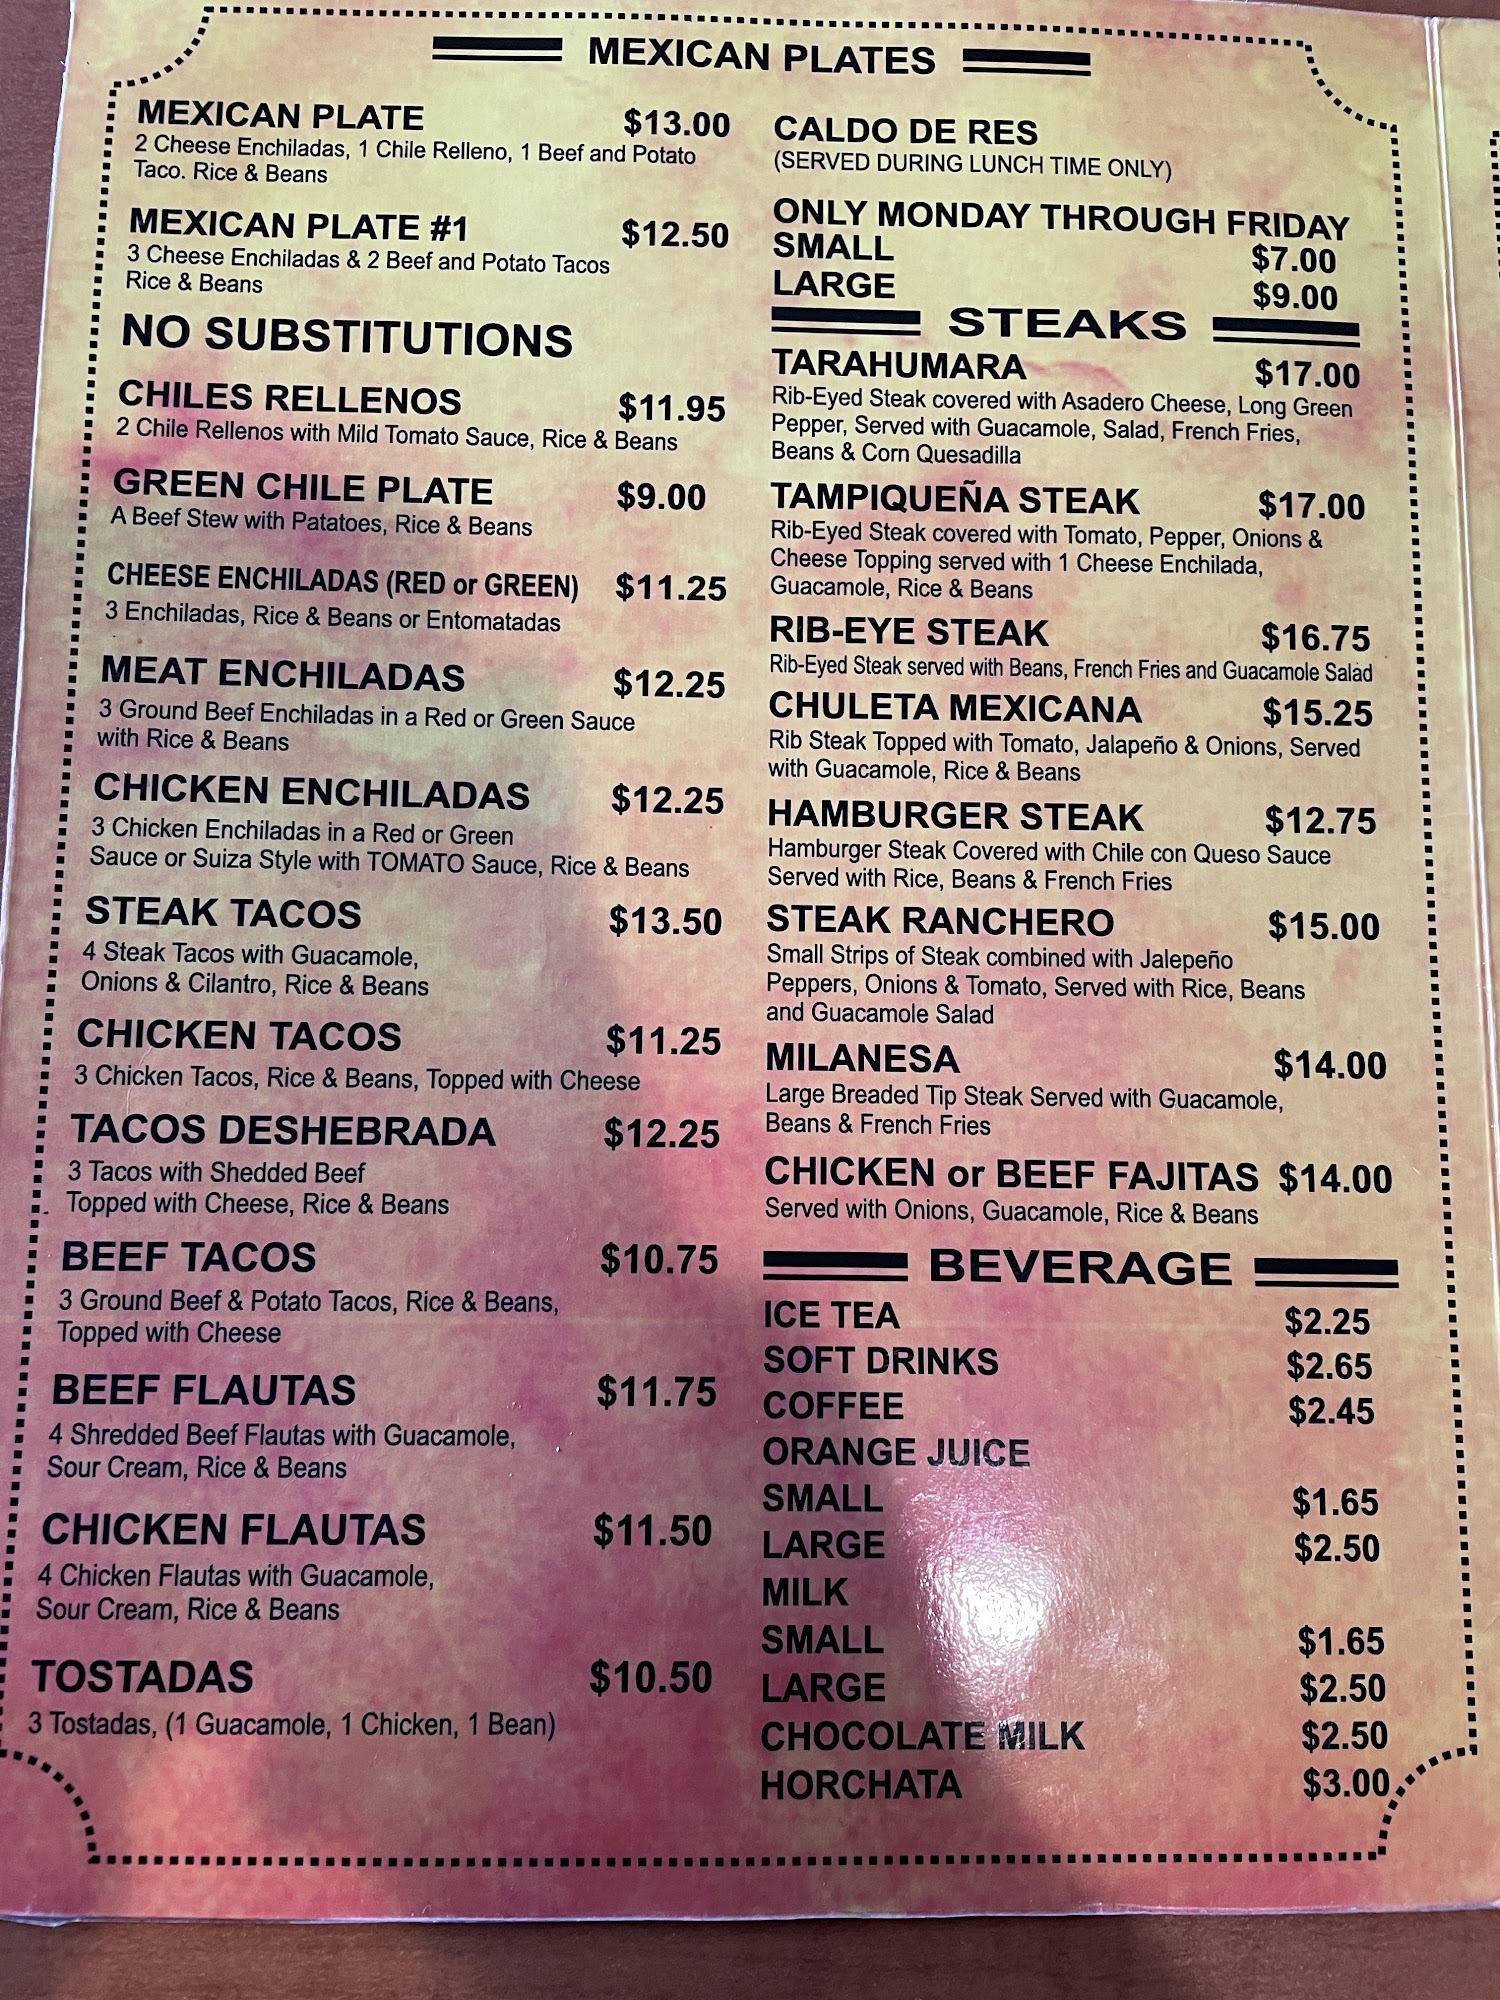 MEXICAN PLATES
MEXICAN PLATE $13.00
2 Cheese Enchiladas, 1 Chile Relleno, 1 Beef and Potato
Taco. Rice & Beans
MEXICAN PLATE #1 $12.50
3 Cheese Enchiladas & 2 Beef and Potato Tacos
Rice & Beans
NO SUBSTITUTIONS
CHILES RELLENOS $11.95
2 Chile Rellenos with Mild Tomato Sauce, Rice & Beans
GREEN CHILE PLATE $9.00
A Beef Stew with Patatoes, Rice & Beans
CHEESE ENCHILADAS (RED or GREEN) $11.25
3 Enchiladas, Rice & Beans or Entomatadas
MEAT ENCHILADAS $12.25
3 Ground Beef Enchiladas in a Red or Green Sauce
with Rice & Beans
CHICKEN ENCHILADAS $12.25
3 Chicken Enchiladas in a Red or Green
Sauce or Suiza Style with TOMATO Sauce, Rice & Beans
STEAK TACOS $13.50
4 Steak Tacos with Guacamole,
Onions & Cilantro, Rice & Beans
CHICKEN TACOS $11.25
3 Chicken Tacos, Rice & Beans, Topped with Cheese
TACOS DESHEBRADA $12.25
3 Tacos with Shedded Beef
Topped with Cheese, Rice & Beans
BEEF TACOS $10.75
3 Ground Beef & Potato Tacos, Rice & Beans,
Topped with Cheese
BEEF FLAUTAS $11.75
4 Shredded Beef Flautas with Guacamole,
Sour Cream, Rice & Beans
CHICKEN FLAUTAS $11.50
4 Chicken Flautas with Guacamole,
Sour Cream, Rice & Beans
TOSTADAS $10.50
3 Tostadas, (1 Guacamole, 1 Chicken, 1 Bean)
CALDO DE RES
(SERVED DURING LUNCH TIME ONLY)
ONLY MONDAY THROUGH FRIDAY
SMALL $7.00
LARGE $9.00
STEAKS
TARAHUMARA $17.00
Rib-Eyed Steak covered with Asadero Cheese, Long Green
Pepper, Served with Guacamole, Salad, French Fries,
Beans & Corn Quesadilla
TAMPIQUEÑA STEAK $17.00
Rib-Eyed Steak covered with Tomato, Pepper, Onions &
Cheese Topping served with 1 Cheese Enchilada,
Guacamole, Rice & Beans
RIB-EYE STEAK $16.75
Rib-Eyed Steak served with Beans, French Fries and Guacamole Salad
CHULETA MEXICANA $15.25
Rib Steak Topped with Tomato, Jalapeño & Onions, Served
with Guacamole, Rice & Beans
HAMBURGER STEAK $12.75
Hamburger Steak Covered with Chile con Queso Sauce
Served with Rice, Beans & French Fries
STEAK RANCHERO $15.00
Small Strips of Steak combined with Jalepeño
Peppers, Onions & Tomato, Served with Rice, Beans
and Guacamole Salad
MILANESA $14.00
Large Breaded Tip Steak Served with Guacamole,
Beans & French Fries
CHICKEN or BEEF FAJITAS $14.00
Served with Onions, Guacamole, Rice & Beans
BEVERAGE
ICE TEA $2.25
SOFT DRINKS $2.65
COFFEE $2.45
ORANGE JUICE
SMALL $1.65
LARGE $2.50
MILK
SMALL $1.65
LARGE $2.50
CHOCOLATE MILK $2.50
HORCHATA $3.00